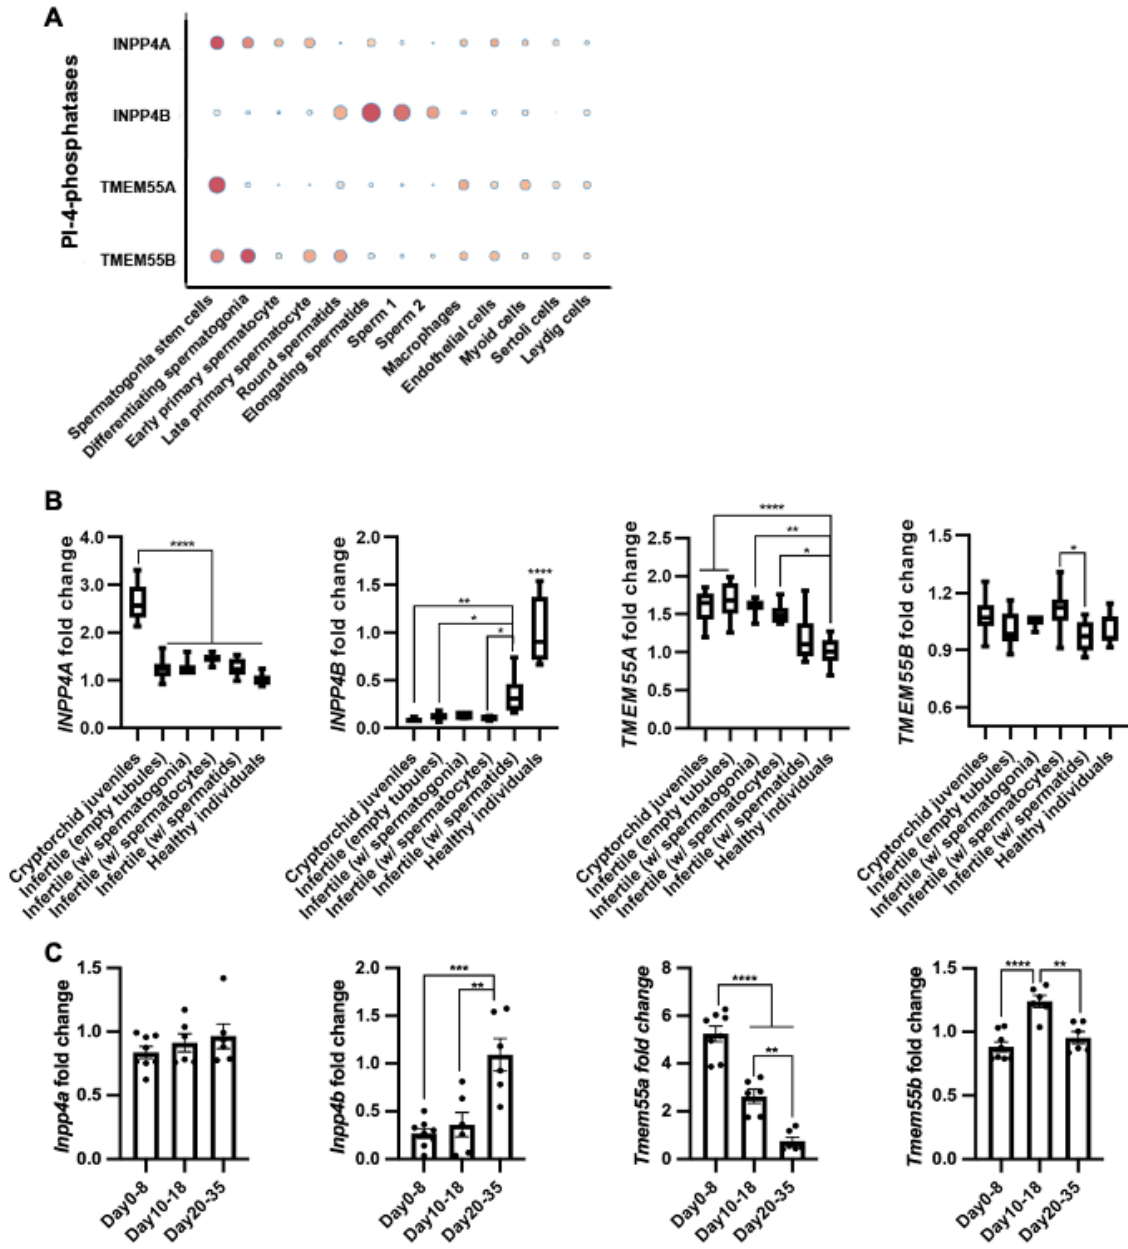 A
PI-4-phosphatases
INPP4A
INPP4B
TMEM55A
TMEM55B
Spermatogonia stem cells
Differentiating spermatogonia
Early primary spermatocyte
Late primary spermatocyte
Round spermatids
Elongating spermatids
Sperm 1
Sperm 2
Macrophages
Endothelial cells
Myoid cells
Sertoli cells
Leydig cells
B
INPP4A fold change
4.0
3.0
2.0
1.0
0.0
****
Cryptorchid juveniles
Infertile (empty tubules)
Infertile (w/ spermatogonia)
Infertile (w/ spermatocytes)
Infertile (w/ spermatids)
Healthy individuals
INPP4B fold change
2.0
1.5
1.0
0.5
0.0
**
*
*
****
Cryptorchid juveniles
Infertile (empty tubules)
Infertile (w/ spermatogonia)
Infertile (w/ spermatocytes)
Infertile (w/ spermatids)
Healthy individuals
TMEM55A fold change
2.5
2.0
1.5
1.0
0.5
0.0
****
**
*
Cryptorchid juveniles
Infertile (empty tubules)
Infertile (w/ spermatogonia)
Infertile (w/ spermatocytes)
Infertile (w/ spermatids)
Healthy individuals
TMEM55B fold change
1.5
1.2
0.9
0.6
*
Cryptorchid juveniles
Infertile (empty tubules)
Infertile (w/ spermatogonia)
Infertile (w/ spermatocytes)
Infertile (w/ spermatids)
Healthy individuals
C
Inpp4a fold change
1.5
1.0
0.5
0.0
Day0-8
Day10-18
Day20-35
Inpp4b fold change
2.0
1.5
1.0
0.5
0.0
***
**
Day0-8
Day10-18
Day20-35
Tmem55a fold change
8
6
4
2
0
****
**
Day0-8
Day10-18
Day20-35
Tmem55b fold change
1.5
1.0
0.5
0.0
****
**
Day0-8
Day10-18
Day20-35